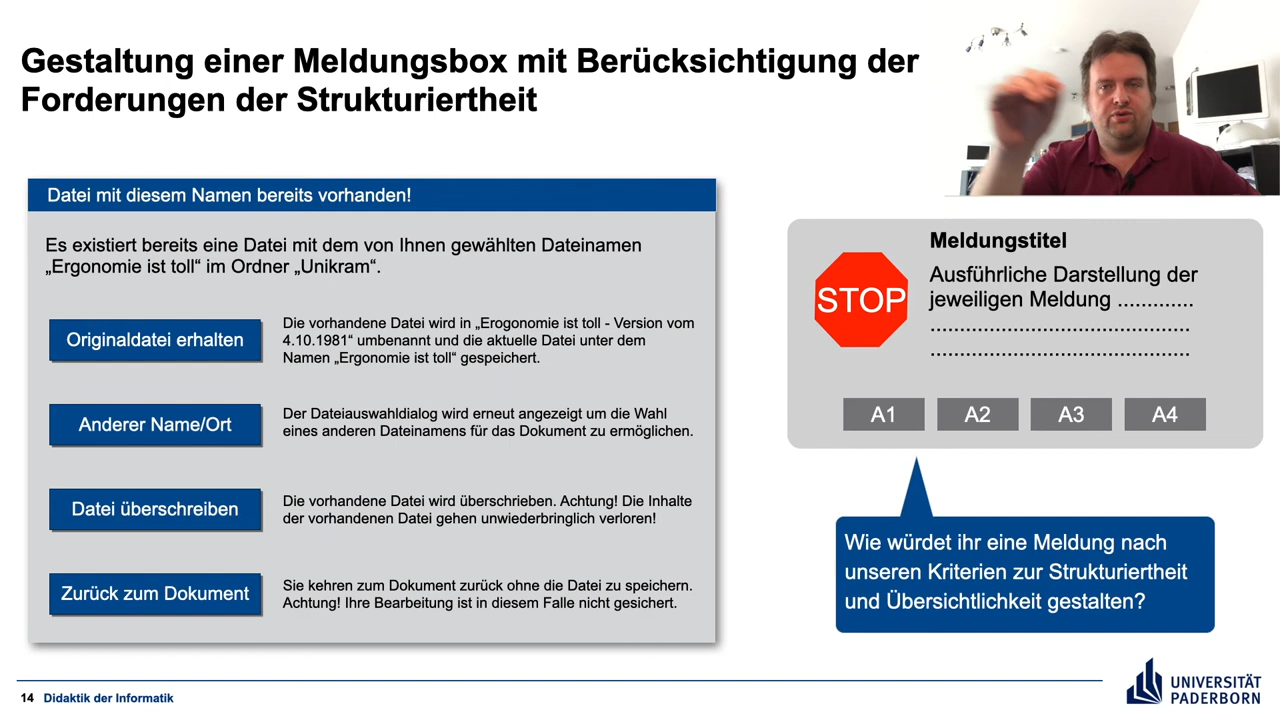 Gestaltung einer Meldungsbox mit Berücksichtigung der
Forderungen der Strukturiertheit
Datei mit diesem Namen bereits vorhanden!
Es existiert bereits eine Datei mit dem von Ihnen gewählten Dateinamen
„Ergonomie ist toll“ im Ordner „Unikram“.
Originaldatei erhalten
Die vorhandene Datei wird in „Erogonomie ist toll - Version vom
4.10.1981“ umbenannt und die aktuelle Datei unter dem
Namen „Ergonomie ist toll“ gespeichert.
Anderer Name/Ort
Der Dateiauswahldialog wird erneut angezeigt um die Wahl
eines anderen Dateinamens für das Dokument zu ermöglichen.
Datei überschreiben
Die vorhandene Datei wird überschrieben. Achtung! Die Inhalte
der vorhandenen Datei gehen unwiederbringlich verloren!
Zurück zum Dokument
Sie kehren zum Dokument zurück ohne die Datei zu speichern.
Achtung! Ihre Bearbeitung ist in diesem Falle nicht gesichert.
STOP
Meldungstitel
Ausführliche Darstellung der
jeweiligen Meldung .............
............................................
............................................
A1 A2 A3 A4
Wie würdet ihr eine Meldung nach
unseren Kriterien zur Strukturiertheit
und Übersichtlichkeit gestalten?
14 Didaktik der Informatik
UNIVERSITÄT
PADERBORN